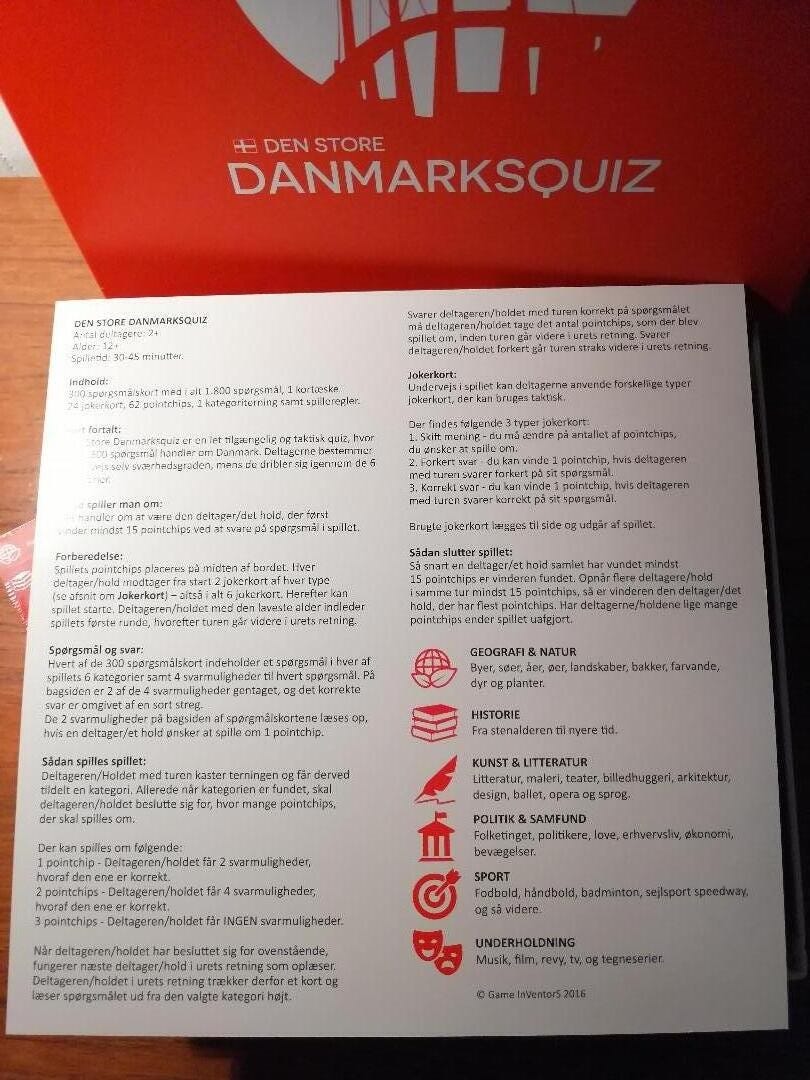 DEN STORE
DANMARKSQUIZ
DEN STORE DANMARKSQUIZ
Antal deltagere: 2+
Alder: 12+
Spilletid: 30-45 minutter.
Indhold:
300 spørgsmålskort med i alt 1.800 spørgsmål, 1 kortæske
24 jokerkort, 62 pointchips, 1 kategoriterning samt spilleregler.
fortalt:
Store Danmarksquiz er en let tilgængelig og taktisk quiz, hvor
spørgsmål handler om Danmark. Deltagerne bestemmer
selv sværhedsgraden, mens de dribler sig igennem de 6
spiller man om:
handler om at være den deltager/det hold, der først
vinder mindst 15 pointchips ved at svare på spørgsmål i spillet.
Forberedelse:
Spillets pointchips placeres på midten af bordet. Hver
deltager/hold modtager fra start 2 jokerkort af hver type
(se afsnit om Jokerkort) – altså i alt 6 jokerkort. Herefter kan
spillet starte. Deltageren/holdet med den laveste alder indleder
spillets første runde, hvorefter turen går videre i urets retning.
Spørgsmål og svar:
Hvert af de 300 spørgsmålskort indeholder et spørgsmål i hver af
spillets 6 kategorier samt 4 svarmuligheder til hvert spørgsmål. På
bagsiden er 2 af de 4 svarmuligheder gentaget, og det korrekte
svar er omgivet af en sort streg.
De 2 svarmuligheder på bagsiden af spørgmålskortene læses op,
hvis en deltager/et hold ønsker at spille om 1 pointchip.
Sådan spilles spillet:
Deltageren/Holdet med turen kaster terningen og får derved
tildelt en kategori. Allerede når kategorien er fundet, skal
deltageren/holdet beslutte sig for, hvor mange pointchips,
der skal spilles om.
Der kan spilles om følgende:
1 pointchip - Deltageren/holdet får 2 svarmuligheder,
hvoraf den ene er korrekt.
2 pointchips - Deltageren/holdet får 4 svarmuligheder,
hvoraf den ene er korrekt.
3 pointchips - Deltageren/holdet får INGEN svarmuligheder.
Når deltageren/holdet har besluttet sig for ovenstående,
fungerer næste deltager/hold i urets retning som oplæser.
Deltageren/holdet i urets retning trækker derfor et kort og
læser spørgsmålet ud fra den valgte kategori højt.
Svarer deltageren/holdet med turen korrekt på spørgsmålet
må deltageren/holdet tage det antal pointchips, som der blev
spillet om, inden turen går videre i urets retning. Svarer
deltageren/holdet forkert går turen straks videre i urets retning.
Jokerkort:
Undervejs i spillet kan deltagerne anvende forskellige typer
jokerkort, der kan bruges taktisk.
Der findes følgende 3 typer jokerkort:
1. Skift mening - du må ændre på antallet af pointchips,
du ønsker at spille om.
2. Forkert svar - du kan vinde 1 pointchip, hvis deltageren
med turen svarer forkert på sit spørgsmål.
3. Korrekt svar - du kan vinde 1 pointchip, hvis deltageren
med turen svarer korrekt på sit spørgsmål.
Brugte jokerkort lægges til side og udgår af spillet.
Sådan slutter spillet:
Så snart en deltager/et hold samlet har vundet mindst
15 pointchips er vinderen fundet. Opnår flere deltagere/hold
i samme tur mindst 15 pointchips, så er vinderen den deltager/det
hold, der har flest pointchips. Har deltagerne/holdene lige mange
pointchips ender spillet uafgjort.
GEOGRAFI & NATUR
Byer, søer, åer, øer, landskaber, bakker, farvande,
dyr og planter.
HISTORIE
Fra stenalderen til nyere tid.
KUNST & LITTERATUR
Litteratur, maleri, teater, billedhuggeri, arkitektur,
design, ballet, opera og sprog.
POLITIK & SAMFUND
Folketinget, politikere, love, erhvervsliv, økonomi,
bevægelser.
SPORT
Fodbold, håndbold, badminton, sejlsport speedway,
og så videre.
UNDERHOLDNING
Musik, film, revy, tv, og tegneserier.
© Game InVentorS 2016